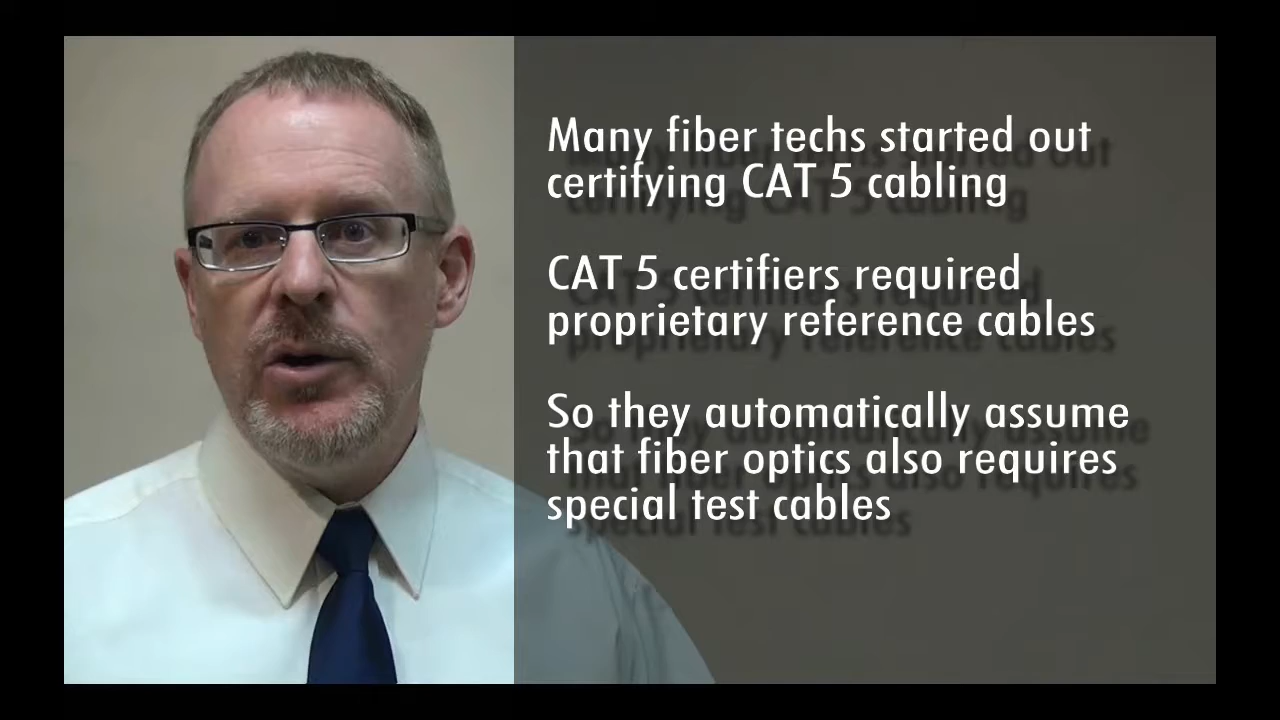 Many fiber techs started out
certifying CAT 5 cabling
CAT 5 certifiers required
proprietary reference cables
So they automatically assume
that fiber optics also requires
special test cables